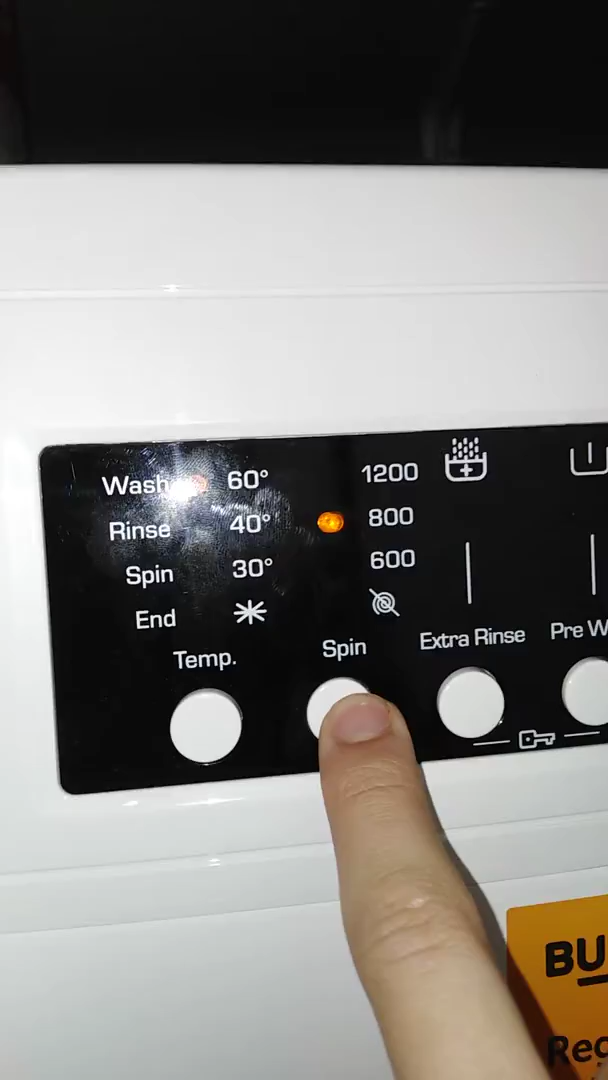 Wash 60° 1200
Rinse 40° 800
Spin 30° 600
End
Temp. Spin Extra Rinse Pre W
BU
Reg